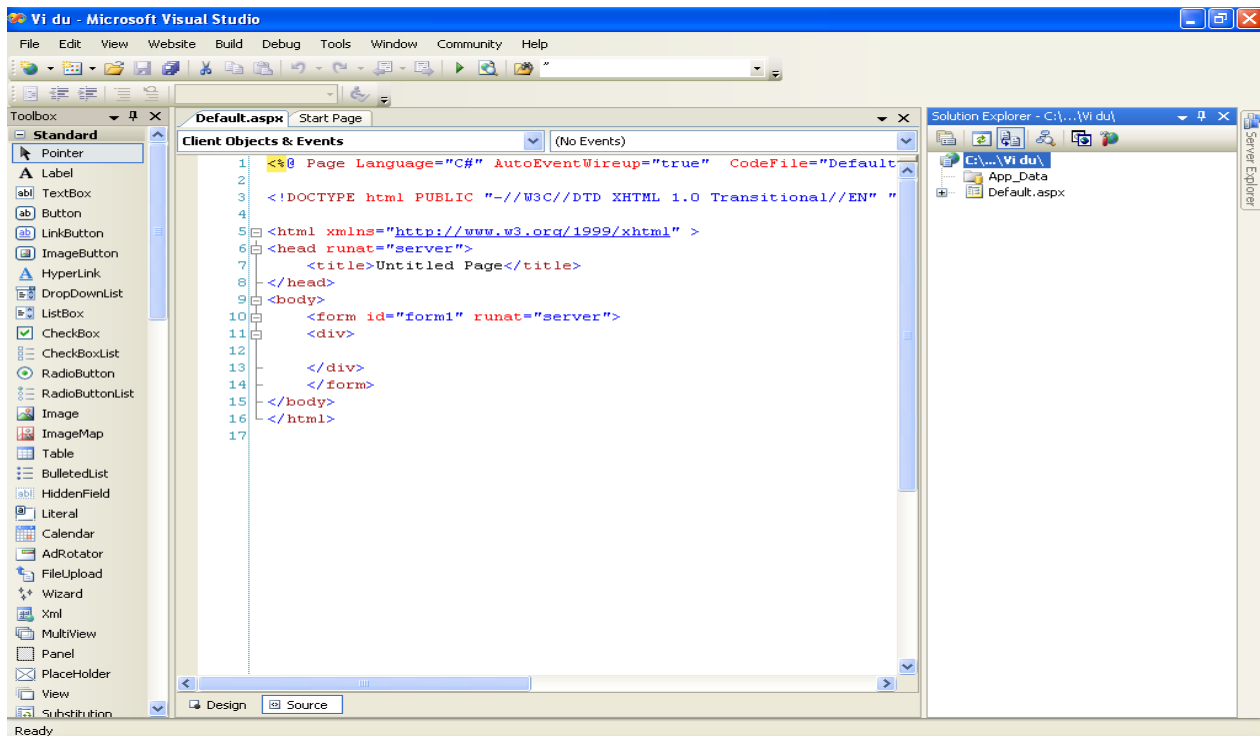 Vi du - Microsoft Visual Studio
File Edit View Website Build Debug Tools Window Community Help
"
Toolbox
Standard
Pointer
Label
TextBox
Button
LinkButton
ImageButton
HyperLink
DropDownList
ListBox
CheckBox
CheckBoxList
RadioButton
RadioButtonList
Image
ImageMap
Table
BulletedList
HiddenField
Literal
Calendar
AdRotator
FileUpload
Wizard
Xml
MultiView
Panel
PlaceHolder
View
Substitution
Default.aspx Start Page
Client Objects & Events (No Events)
1 <%@ Page Language="C#" AutoEventWireup="true" CodeFile="Default
2
3 <!DOCTYPE html PUBLIC "-//W3C//DTD XHTML 1.0 Transitional//EN" "
4
5 <html xmlns="http://www.w3.org/1999/xhtml" >
6 <head runat="server">
7 <title>Untitled Page</title>
8 </head>
9 <body>
10 <form id="form1" runat="server">
11 <div>
12
13 </div>
14 </form>
15 </body>
16 </html>
17
Design Source
Solution Explorer - C:\...\Vi du\
C:\...\Vi du\
App_Data
Default.aspx
Server Explorer
Ready